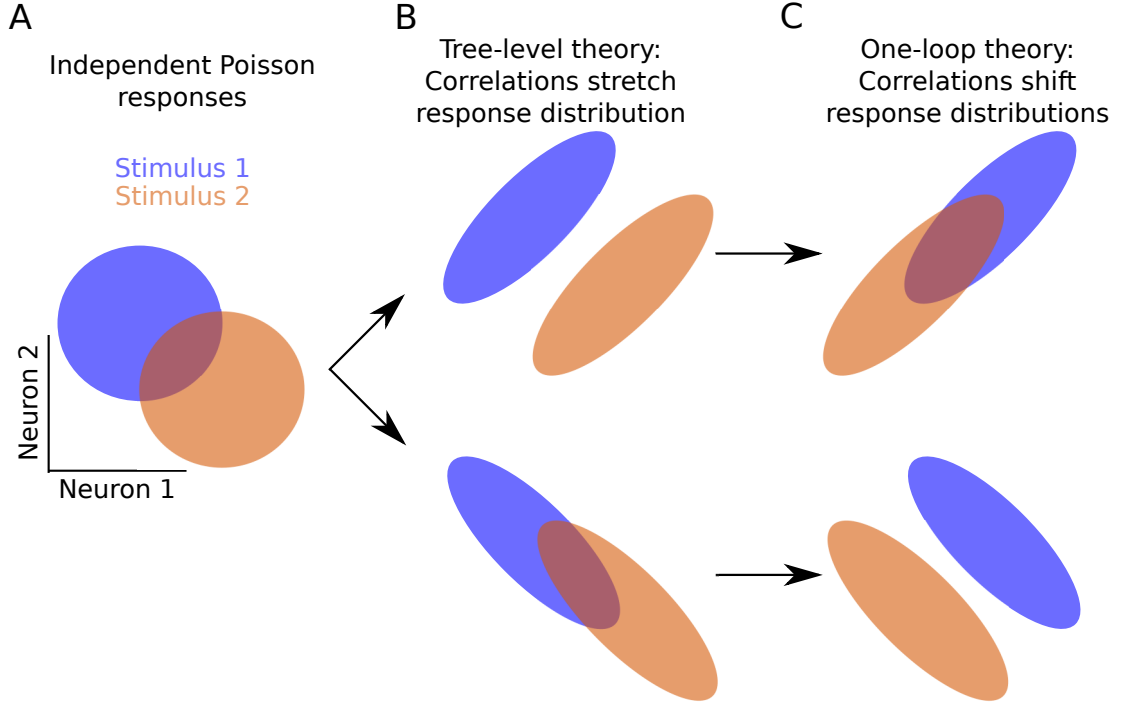 A
Independent Poisson
responses
Stimulus 1
Stimulus 2
Neuron 2
Neuron 1
B
Tree-level theory:
Correlations stretch
response distribution
C
One-loop theory:
Correlations shift
response distributions